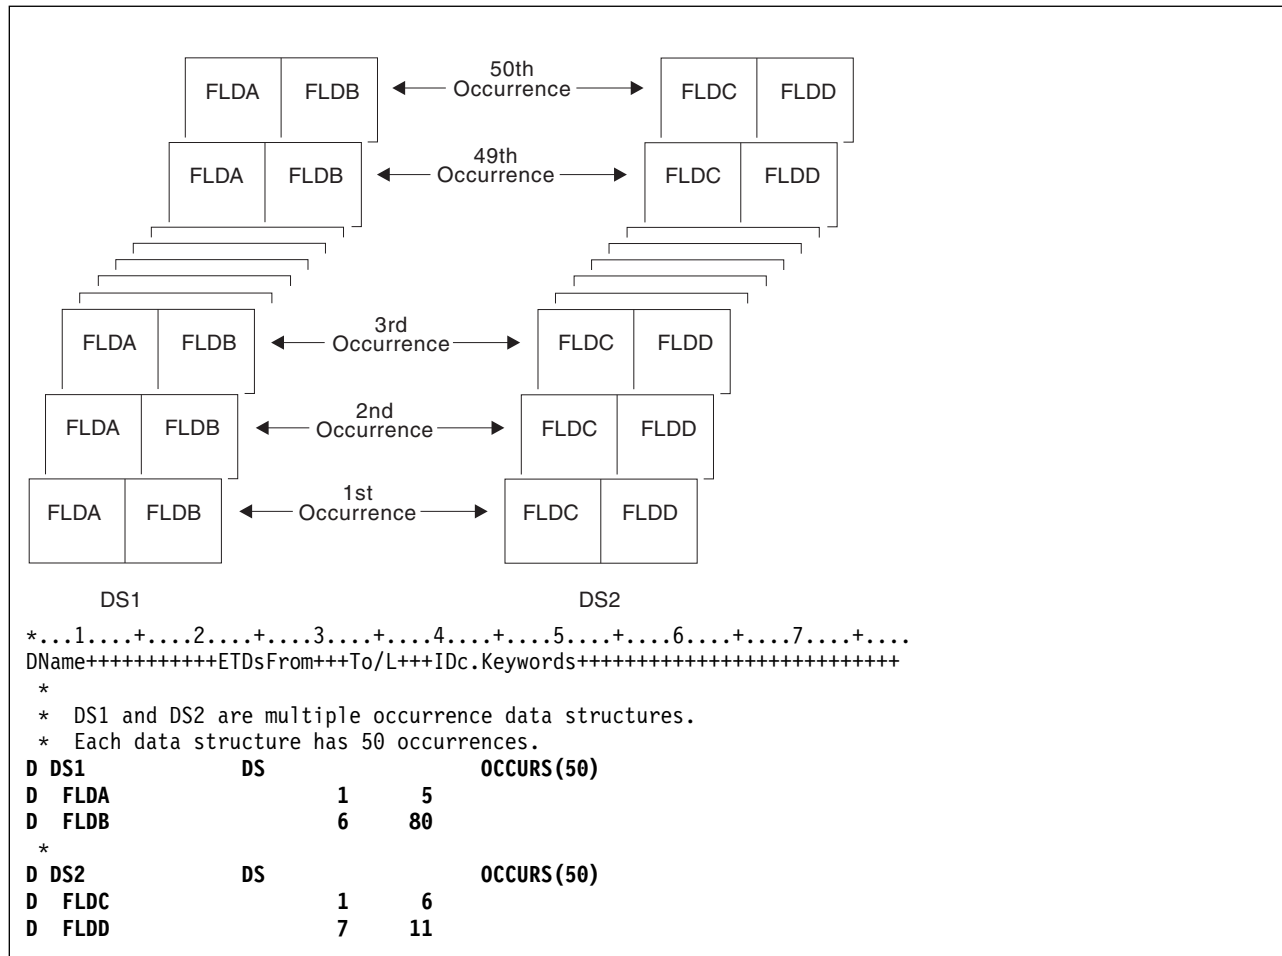 50th
FLDA FLDB Occurrence FLDC FLDD
49th
FLDA FLDB Occurrence FLDC FLDD
3rd
FLDA FLDB Occurrence FLDC FLDD
2nd
FLDA FLDB Occurrence FLDC FLDD
1st
FLDA FLDB Occurrence FLDC FLDD
DS1 DS2
*...1....+....2....+....3....+....4....+....5....+....6....+....7....+....
DName+++++++++++ETDsFrom+++To/L+++IDc.Keywords+++++++++++++++++++++++++++
 *
 *  DS1 and DS2 are multiple occurrence data structures.
 *  Each data structure has 50 occurrences.
D DS1             DS                  OCCURS(50)
D  FLDA                   1      5
D  FLDB                   6     80
 *
D DS2             DS                  OCCURS(50)
D  FLDC                   1      6
D  FLDD                   7     11